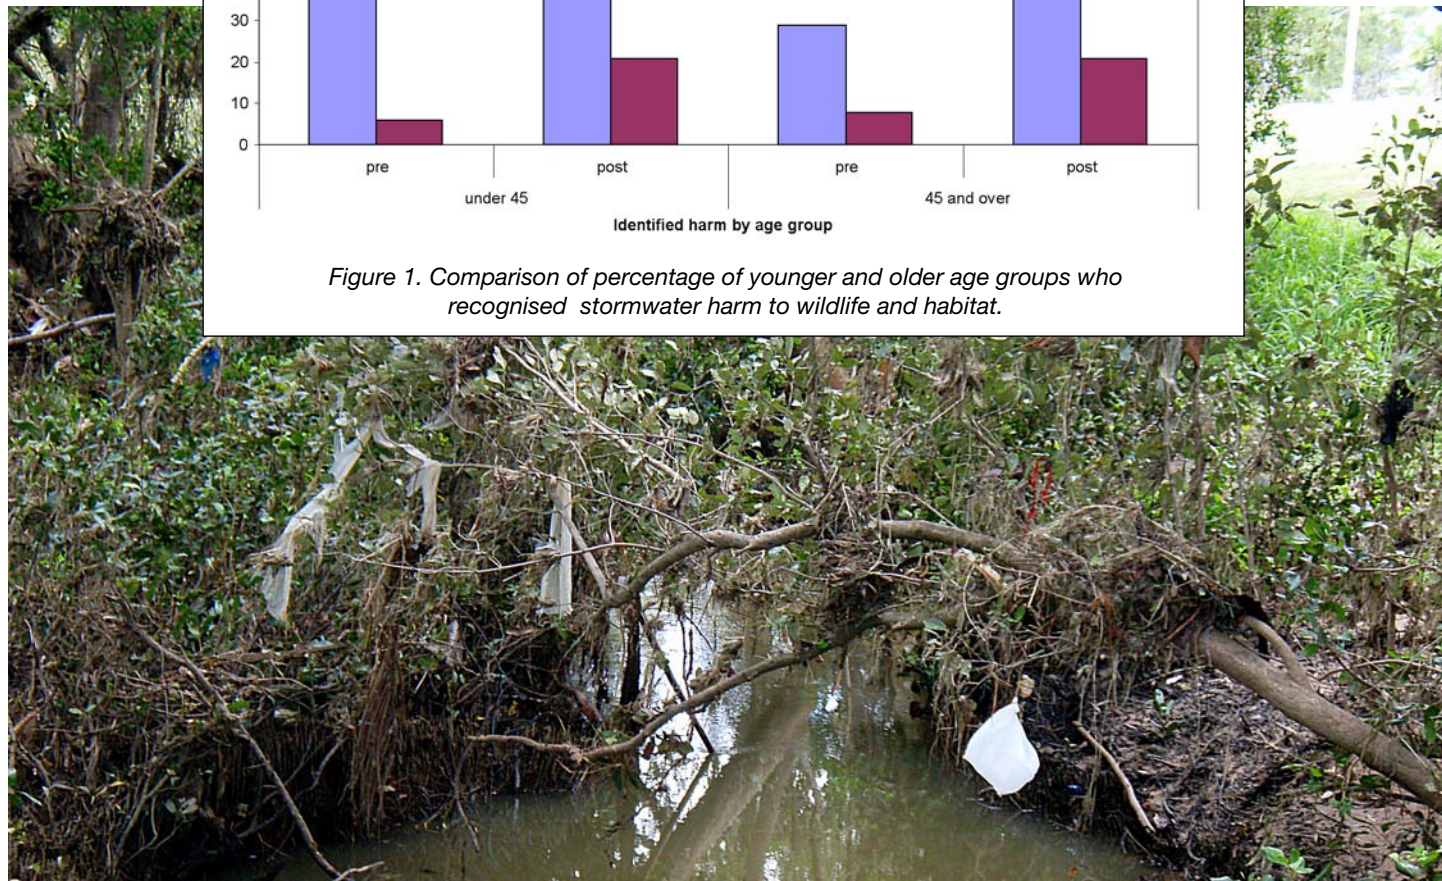 30
20
10
0
pre post pre post
under 45 45 and over
Identified harm by age group
Figure 1. Comparison of percentage of younger and older age groups who
recognised stormwater harm to wildlife and habitat.